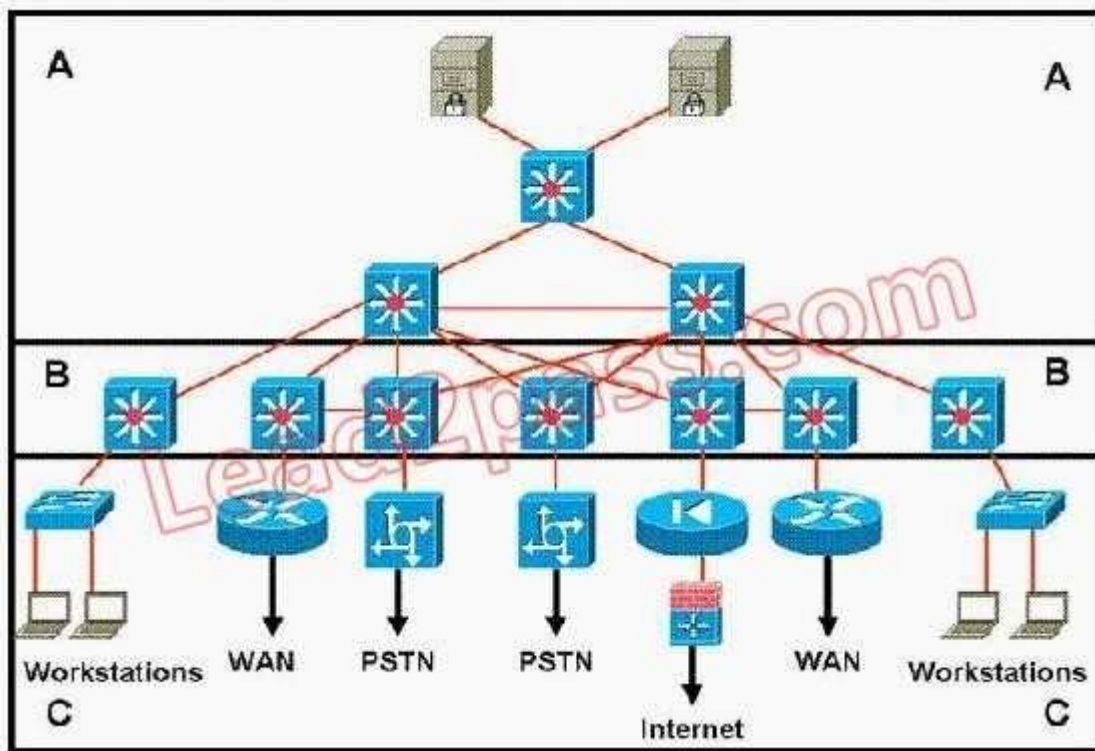 A A
B B
Lead2pass.com
Workstations WAN PSTN PSTN WAN Workstations
C C
Internet